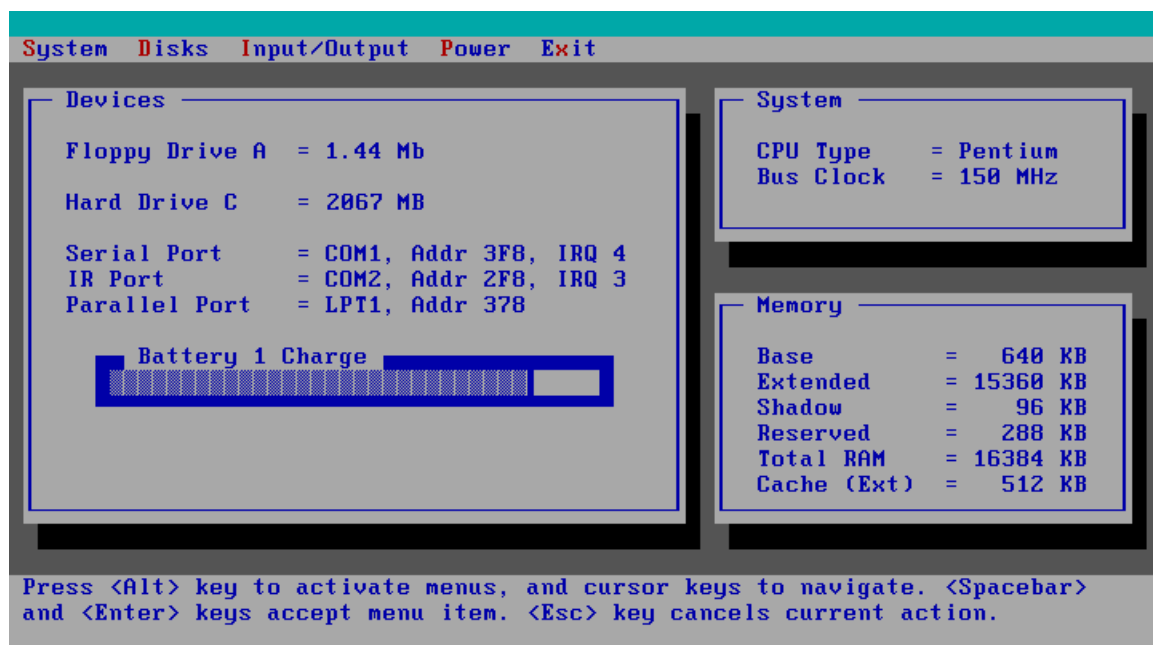 System  Disks  Input/Output  Power  Exit
Devices
Floppy Drive A  = 1.44 Mb
Hard Drive C    = 2067 MB
Serial Port     = COM1, Addr 3F8, IRQ 4
IR Port         = COM2, Addr 2F8, IRQ 3
Parallel Port   = LPT1, Addr 378
Battery 1 Charge
System
CPU Type    = Pentium
Bus Clock   = 150 MHz
Memory
Base         =   640 KB
Extended     = 15360 KB
Shadow       =    96 KB
Reserved     =   288 KB
Total RAM    = 16384 KB
Cache (Ext)  =   512 KB
Press <Alt> key to activate menus, and cursor keys to navigate. <Spacebar>
and <Enter> keys accept menu item. <Esc> key cancels current action.